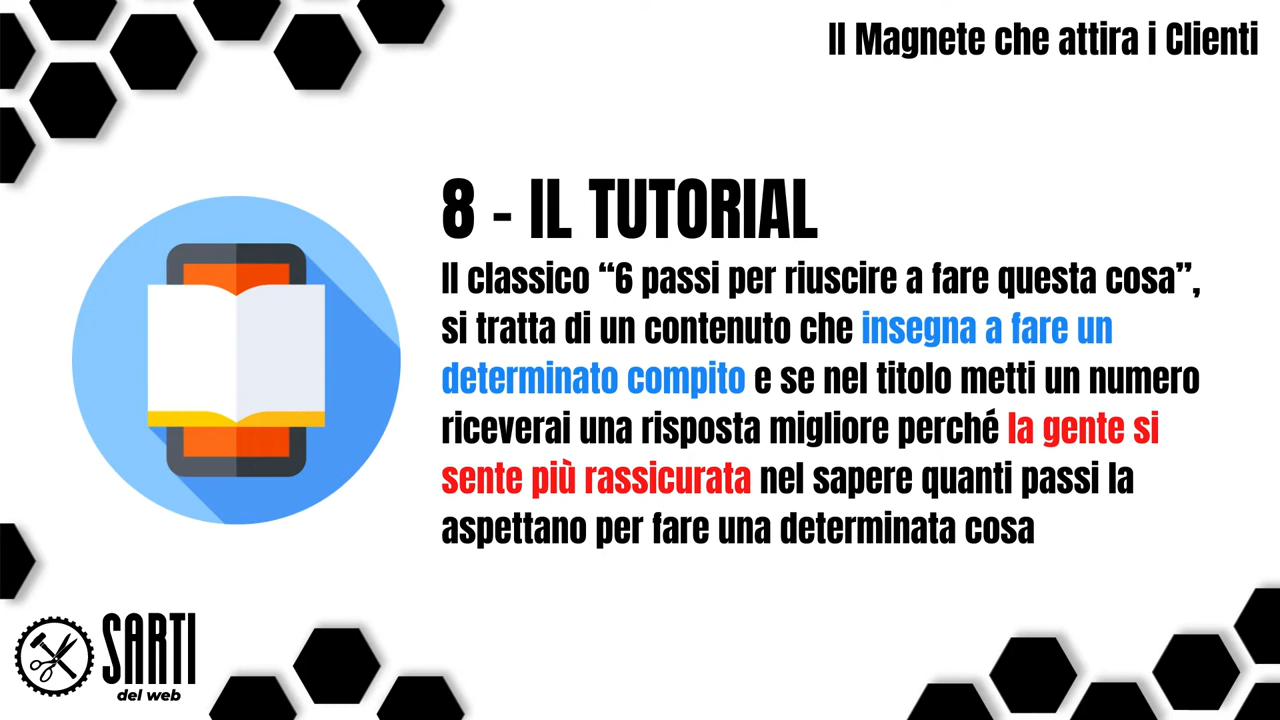 Il Magnete che attira i Clienti
8 - IL TUTORIAL
Il classico “6 passi per riuscire a fare questa cosa”,
si tratta di un contenuto che insegna a fare un
determinato compito e se nel titolo metti un numero
riceverai una risposta migliore perché la gente si
sente più rassicurata nel sapere quanti passi la
aspettano per fare una determinata cosa
SARTI
del web